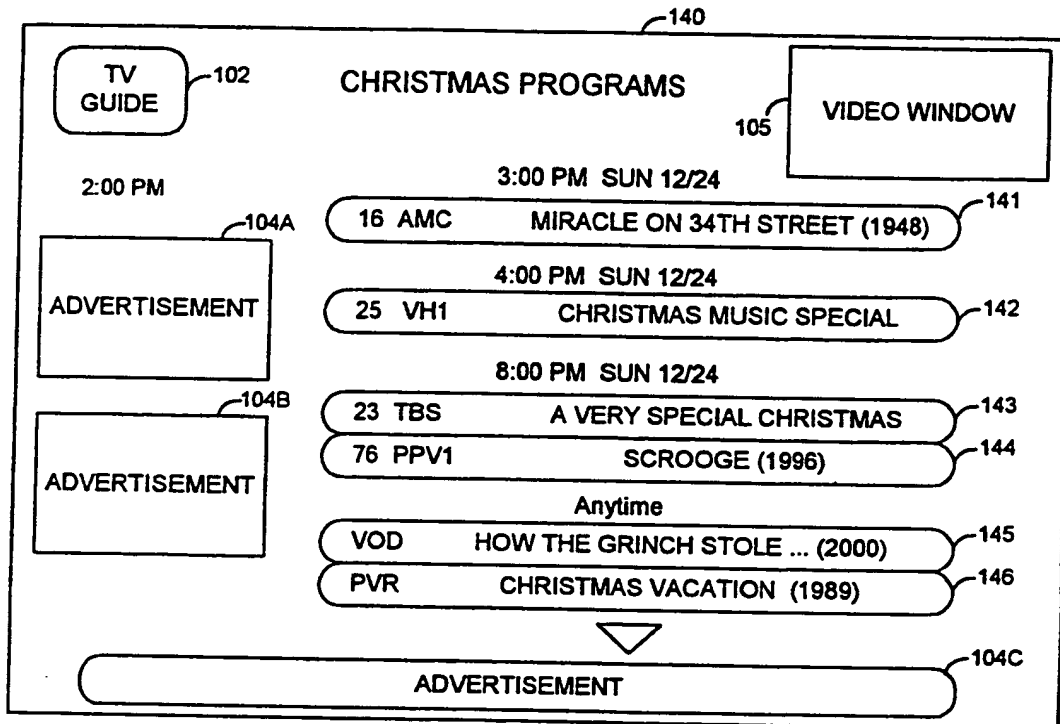 140
TV
GUIDE
102
CHRISTMAS PROGRAMS
105
VIDEO WINDOW
2:00 PM
3:00 PM SUN 12/24
16 AMC MIRACLE ON 34TH STREET (1948)
141
104A
ADVERTISEMENT
4:00 PM SUN 12/24
25 VH1 CHRISTMAS MUSIC SPECIAL
142
8:00 PM SUN 12/24
104B
ADVERTISEMENT
23 TBS A VERY SPECIAL CHRISTMAS
143
76 PPV1 SCROOGE (1996)
144
Anytime
VOD HOW THE GRINCH STOLE ... (2000)
145
PVR CHRISTMAS VACATION (1989)
146
ADVERTISEMENT
104C